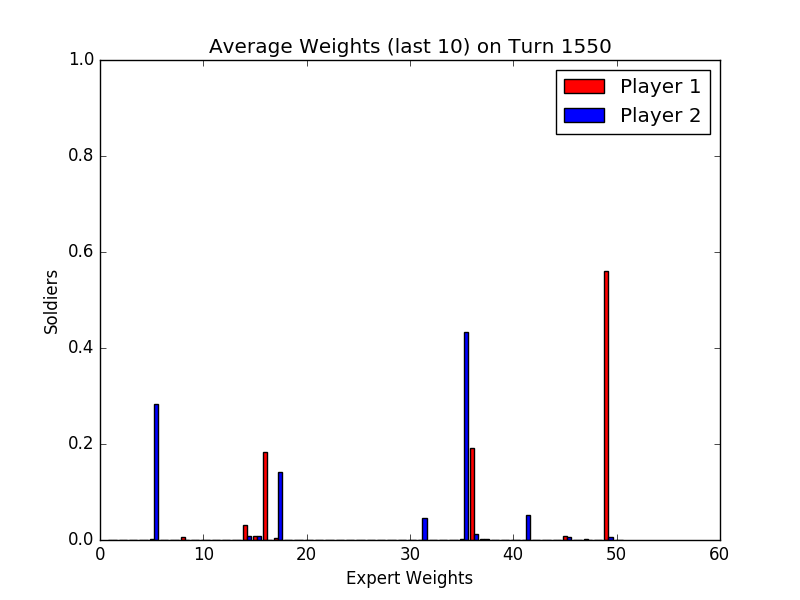 Average Weights (last 10) on Turn 1550
1.0
Player 1
Player 2
0.8
0.6
Soldiers
0.4
0.2
0.0
0 10 20 30 40 50 60
Expert Weights